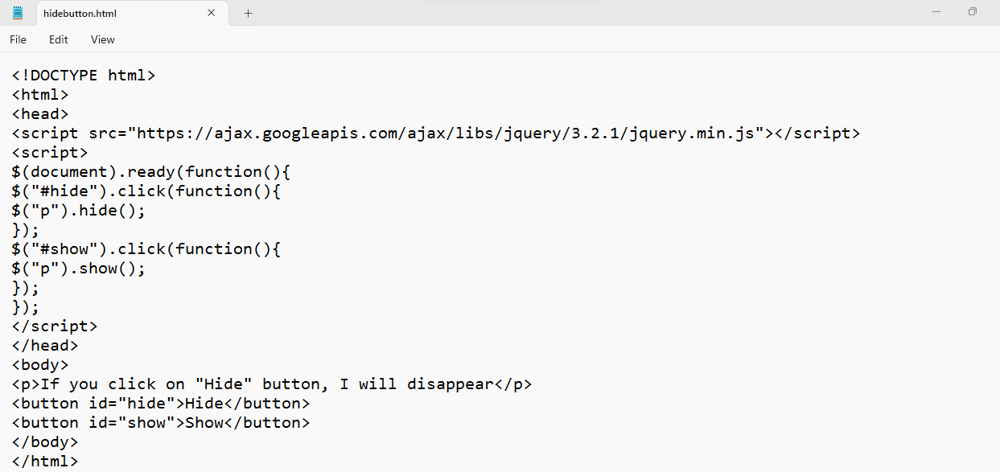 hidebutton.html
File Edit View
<!DOCTYPE html>
<html>
<head>
<script src="https://ajax.googleapis.com/ajax/libs/jquery/3.2.1/jquery.min.js"></script>
<script>
$(document).ready(function(){
$("#hide").click(function(){
$("p").hide();
});
$("#show").click(function(){
$("p").show();
});
});
</script>
</head>
<body>
<p>If you click on "Hide" button, I will disappear</p>
<button id="hide">Hide</button>
<button id="show">Show</button>
</body>
</html>